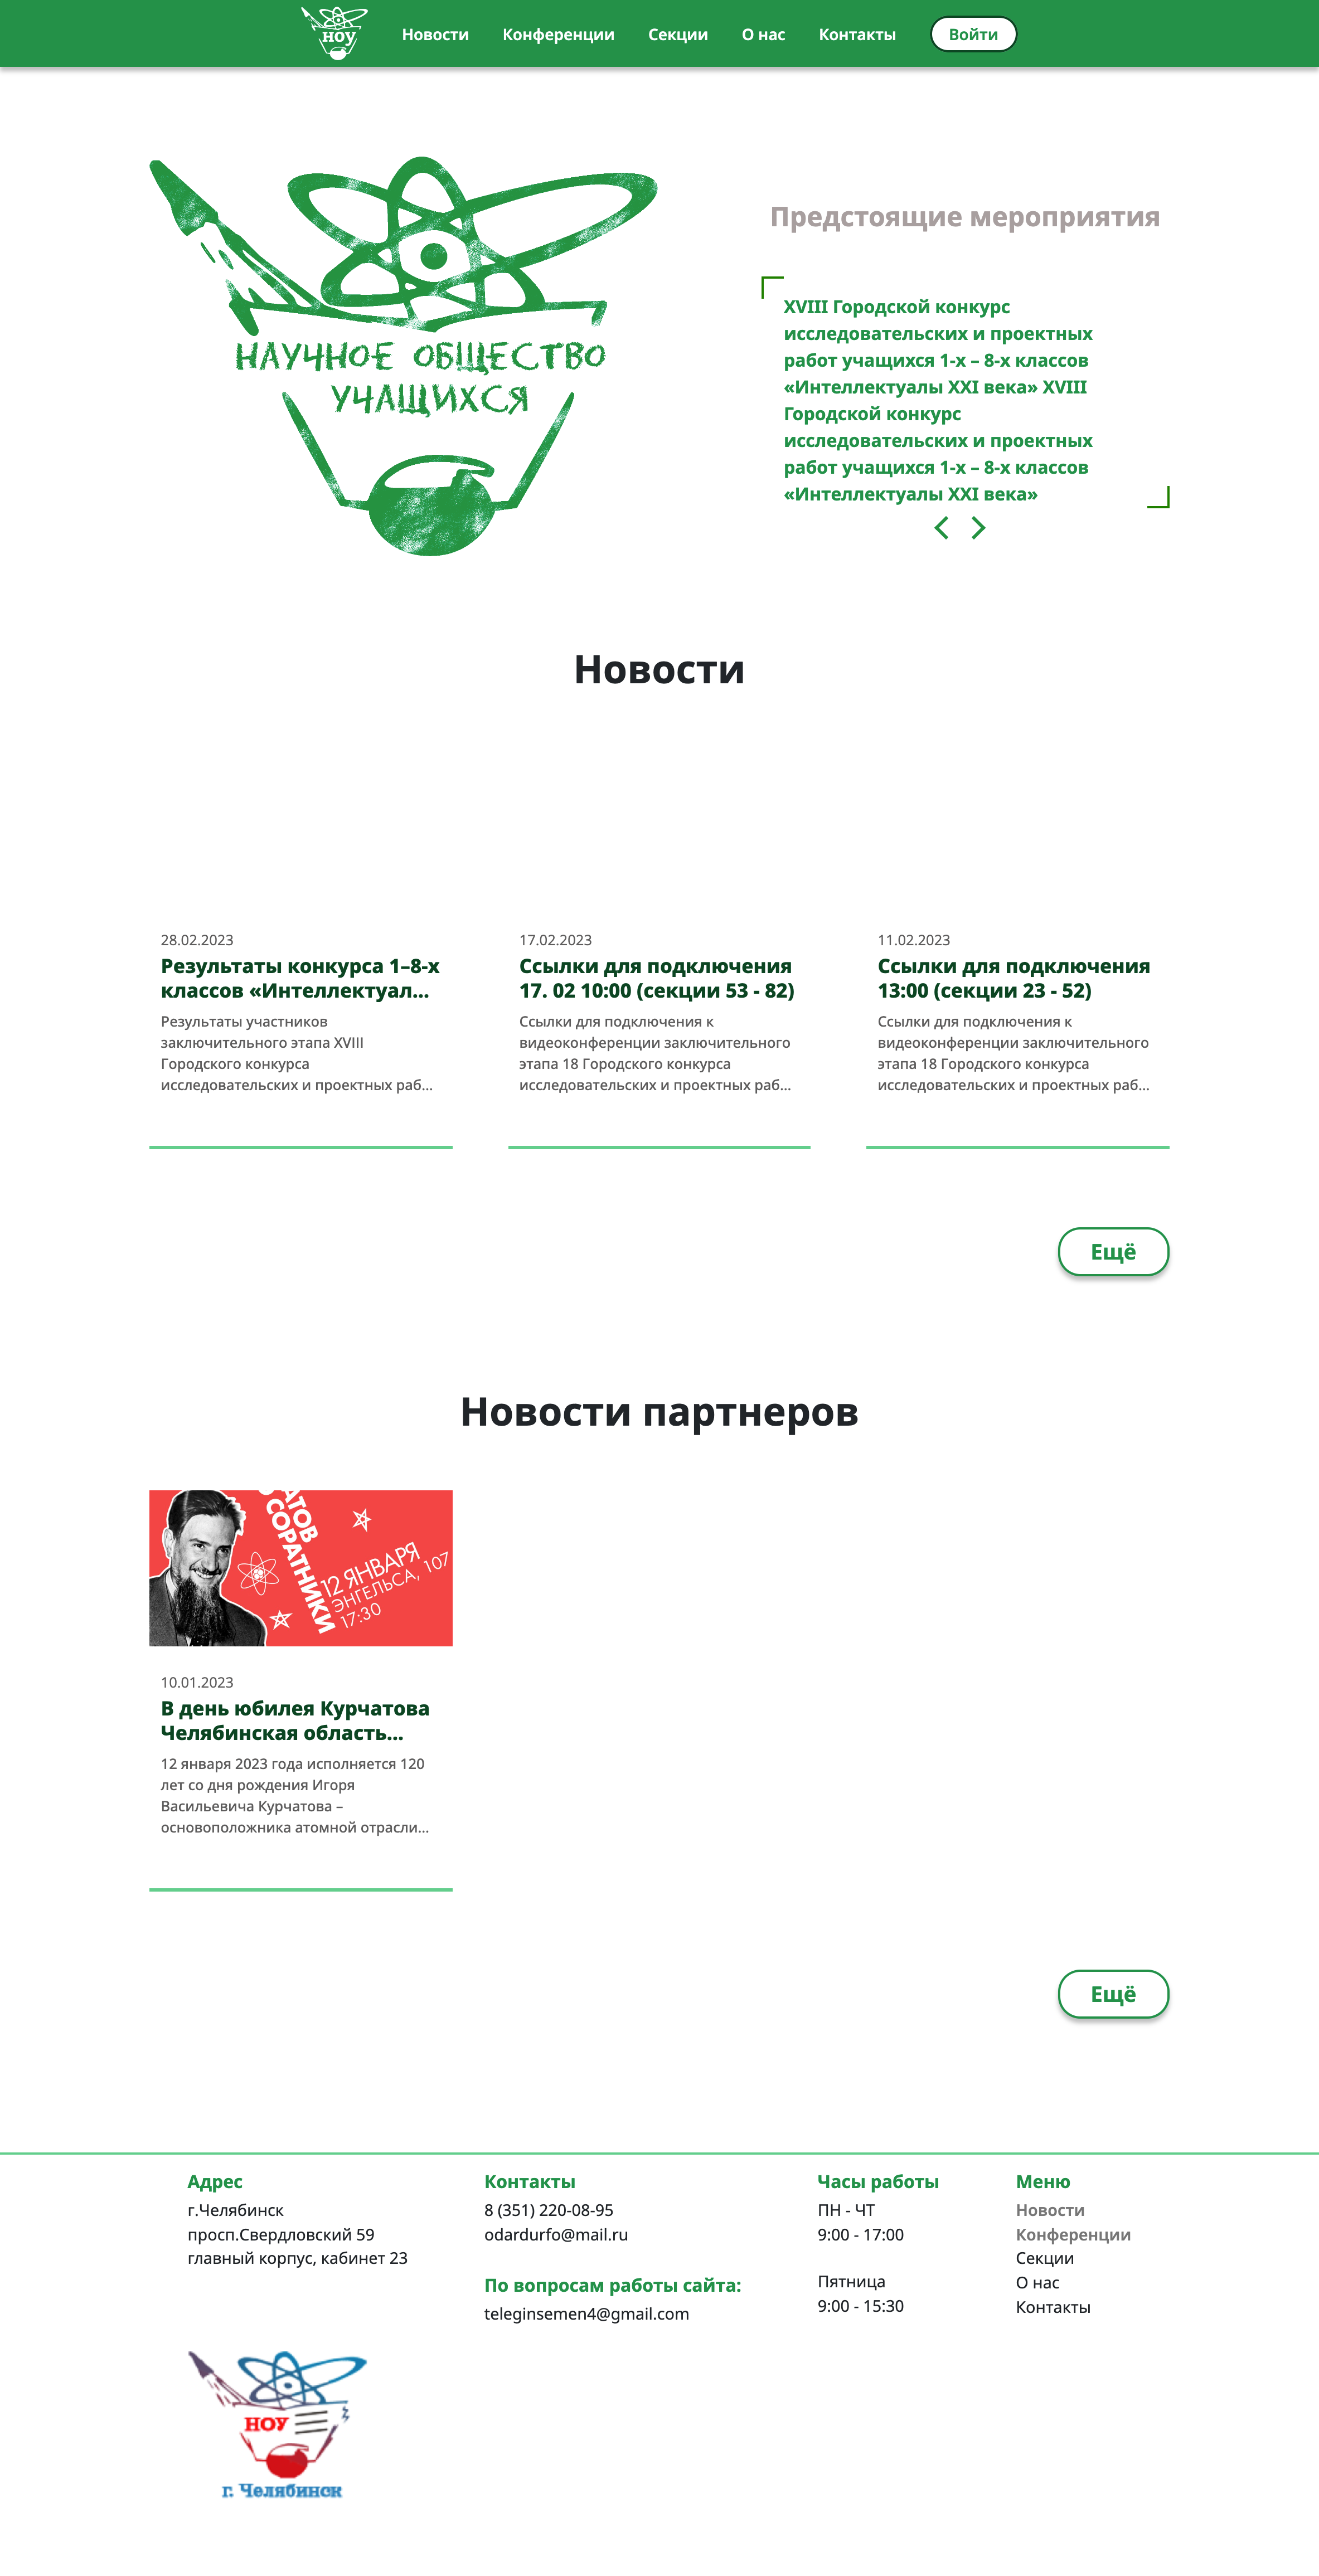 НОУ
Новости
Конференции
Секции
О нас
Контакты
Войти
НАУЧНОЕ ОБЩЕСТВО
УЧАЩИХСЯ
Предстоящие мероприятия
XVIII Городской конкурс
исследовательских и проектных
работ учащихся 1-х – 8-х классов
«Интеллектуалы XXI века» XVIII
Городской конкурс
исследовательских и проектных
работ учащихся 1-х – 8-х классов
«Интеллектуалы XXI века»
Новости
28.02.2023
Результаты конкурса 1–8-х
классов «Интеллектуал...
Результаты участников
заключительного этапа XVIII
Городского конкурса
исследовательских и проектных раб...
17.02.2023
Ссылки для подключения
17. 02 10:00 (секции 53 - 82)
Ссылки для подключения к
видеоконференции заключительного
этапа 18 Городского конкурса
исследовательских и проектных раб...
11.02.2023
Ссылки для подключения
13:00 (секции 23 - 52)
Ссылки для подключения к
видеоконференции заключительного
этапа 18 Городского конкурса
исследовательских и проектных раб...
Ещё
Новости партнеров
АТОВ
СОРАТНИКИ
12 ЯНВАРЯ
ЭНГЕЛЬСА, 107
17:30
10.01.2023
В день юбилея Курчатова
Челябинская область...
12 января 2023 года исполняется 120
лет со дня рождения Игоря
Васильевича Курчатова –
основоположника атомной отрасли...
Ещё
Адрес
г.Челябинск
просп.Свердловский 59
главный корпус, кабинет 23
Контакты
8 (351) 220-08-95
odardurfo@mail.ru
По вопросам работы сайта:
teleginsemen4@gmail.com
Часы работы
ПН - ЧТ
9:00 - 17:00
Пятница
9:00 - 15:30
Меню
Новости
Конференции
Секции
О нас
Контакты
НОУ
г. Челябинск